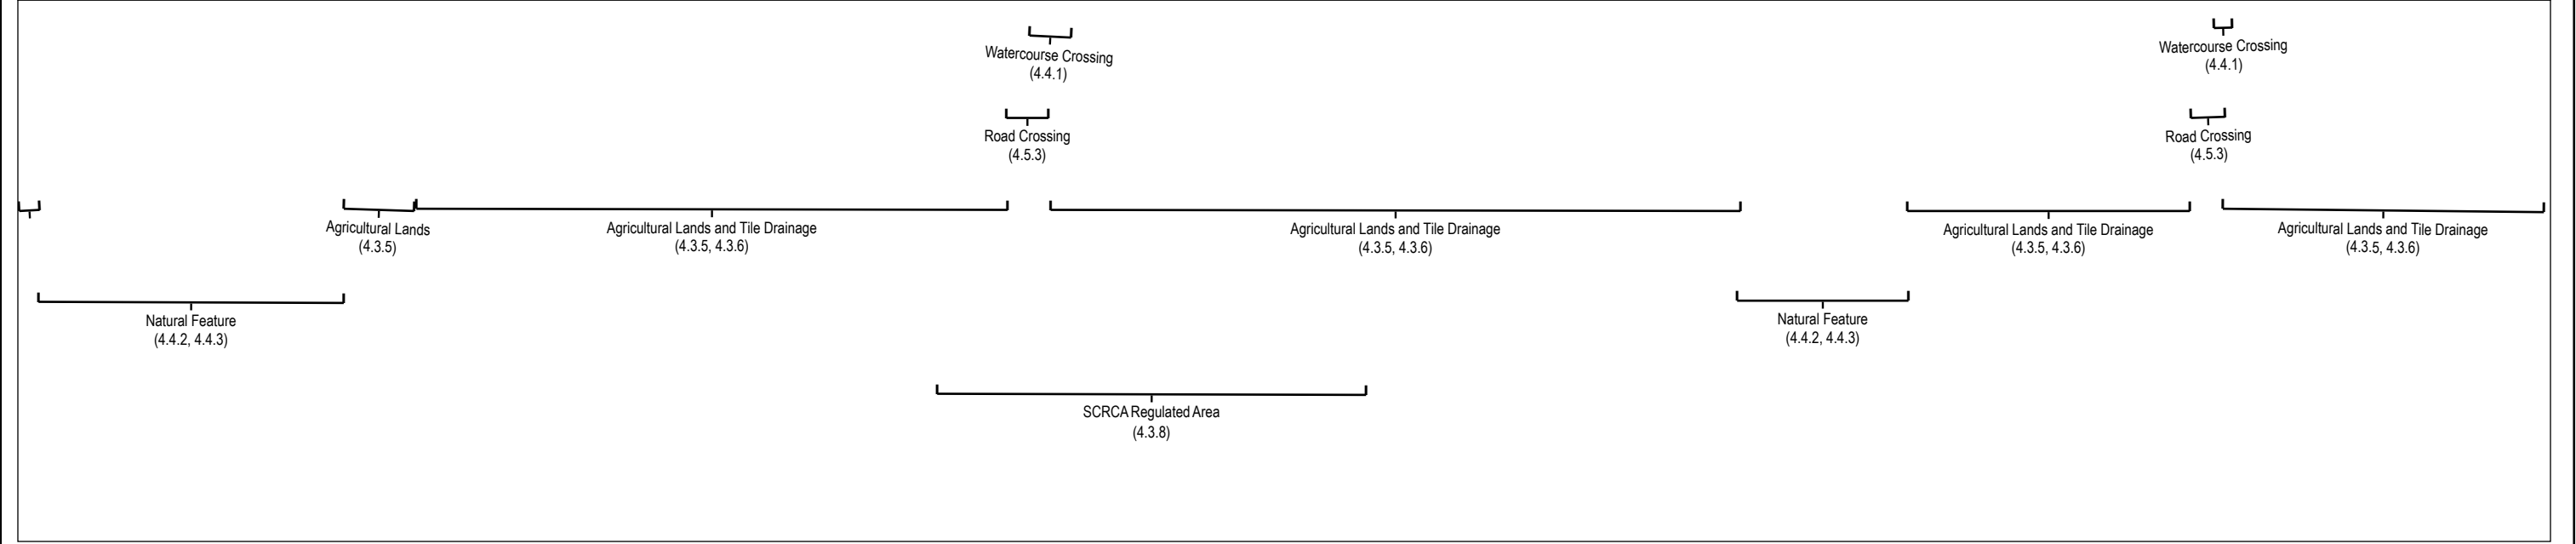 Watercourse Crossing
(4.4.1)
Watercourse Crossing
(4.4.1)
Road Crossing
(4.5.3)
Road Crossing
(4.5.3)
Agricultural Lands
(4.3.5)
Agricultural Lands and Tile Drainage
(4.3.5, 4.3.6)
Agricultural Lands and Tile Drainage
(4.3.5, 4.3.6)
Agricultural Lands and Tile Drainage
(4.3.5, 4.3.6)
Agricultural Lands and Tile Drainage
(4.3.5, 4.3.6)
Natural Feature
(4.4.2, 4.4.3)
Natural Feature
(4.4.2, 4.4.3)
SCRCA Regulated Area
(4.3.8)